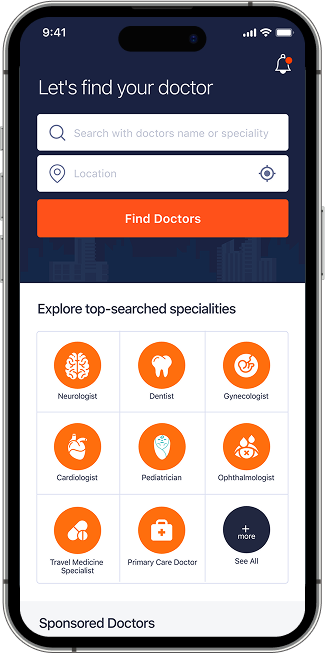 9:41
Let's find your doctor
Search with doctors name or speciality
Location
Find Doctors
Explore top-searched specialities
Neurologist
Dentist
Gynecologist
Cardiologist
Pediatrician
Ophthalmologist
Travel Medicine
Specialist
Primary Care Doctor
+
more
See All
Sponsored Doctors